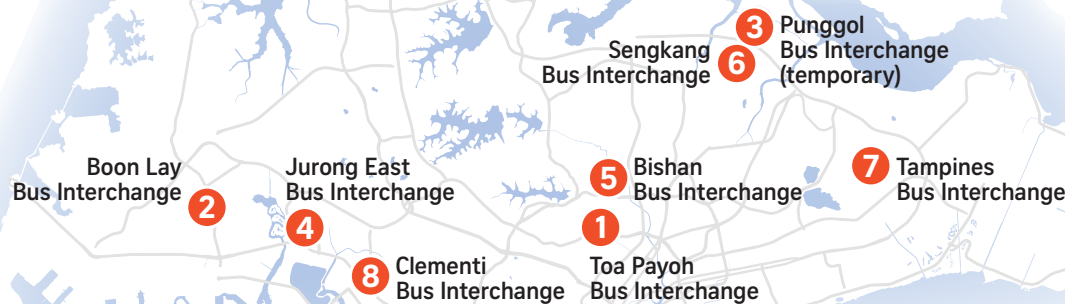 3
Punggol
Bus Interchange
(temporary)
Sengkang
Bus Interchange
6
Boon Lay
Bus Interchange
2
Jurong East
Bus Interchange
4
5
Bishan
Bus Interchange
7
Tampines
Bus Interchange
1
Toa Payoh
Bus Interchange
8
Clementi
Bus Interchange